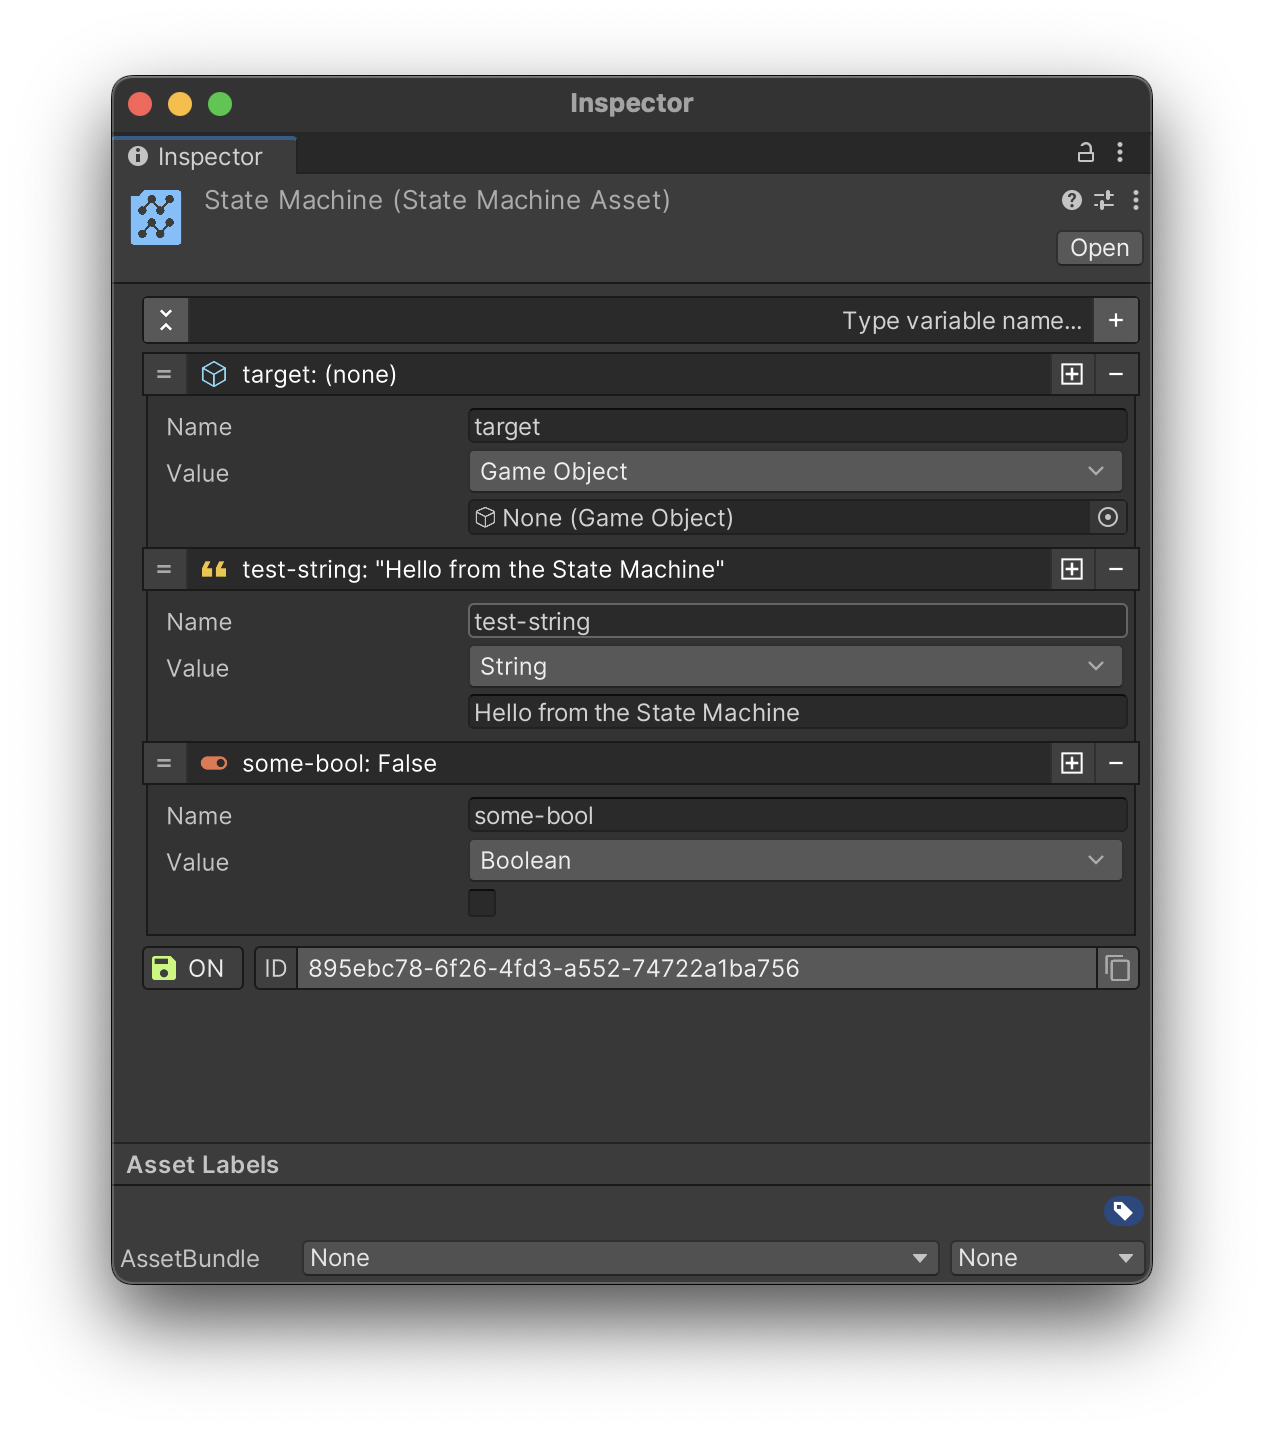 Inspector
Inspector
State Machine (State Machine Asset)
Open
Type variable name...
target: (none)
Name
target
Value
Game Object
None (Game Object)
test-string: "Hello from the State Machine"
Name
test-string
Value
String
Hello from the State Machine
some-bool: False
Name
some-bool
Value
Boolean
ON
ID
895ebc78-6f26-4fd3-a552-74722a1ba756
Asset Labels
AssetBundle
None
None